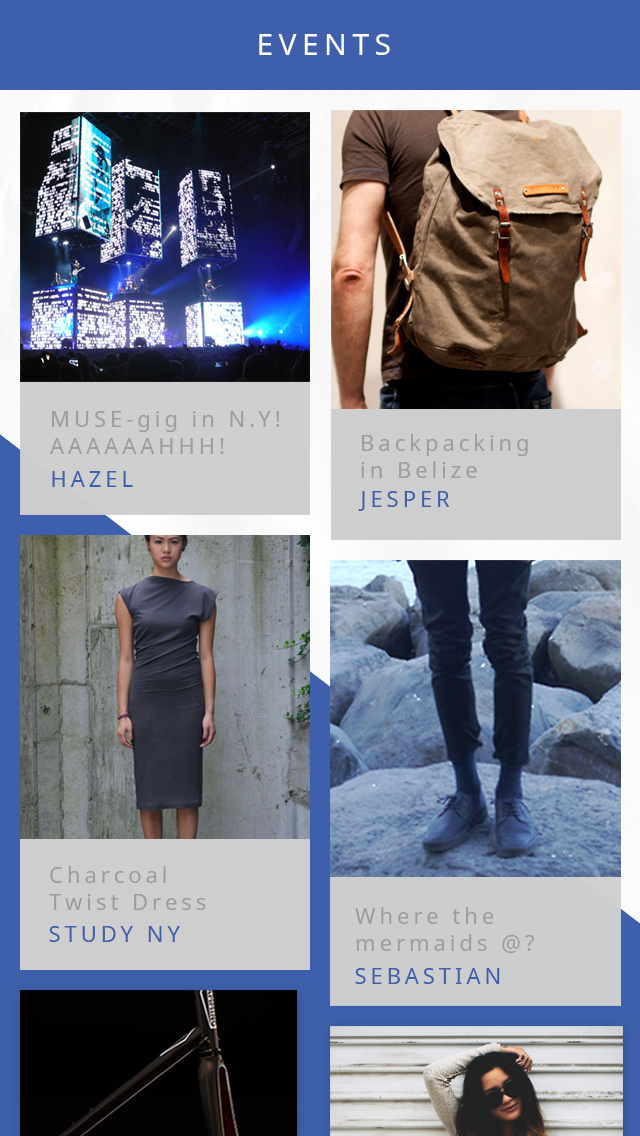 EVENTS
MUSE-gig in N.Y!
AAAAAAHHH!
HAZEL
Backpacking
in Belize
JESPER
Charcoal
Twist Dress
STUDY NY
Where the
mermaids @?
SEBASTIAN